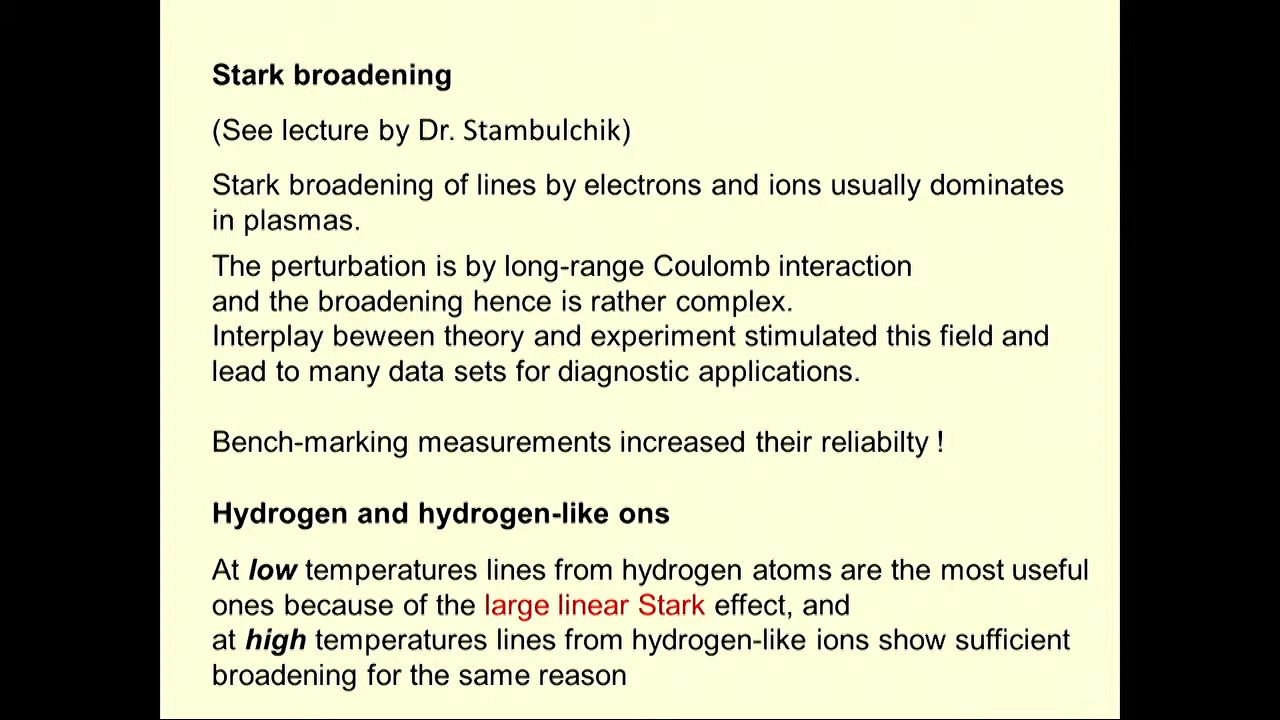 Stark broadening
(See lecture by Dr. Stambulchik)
Stark broadening of lines by electrons and ions usually dominates
in plasmas.
The perturbation is by long-range Coulomb interaction
and the broadening hence is rather complex.
Interplay beween theory and experiment stimulated this field and
lead to many data sets for diagnostic applications.
Bench-marking measurements increased their reliabilty !
Hydrogen and hydrogen-like ons
At low temperatures lines from hydrogen atoms are the most useful
ones because of the large linear Stark effect, and
at high temperatures lines from hydrogen-like ions show sufficient
broadening for the same reason